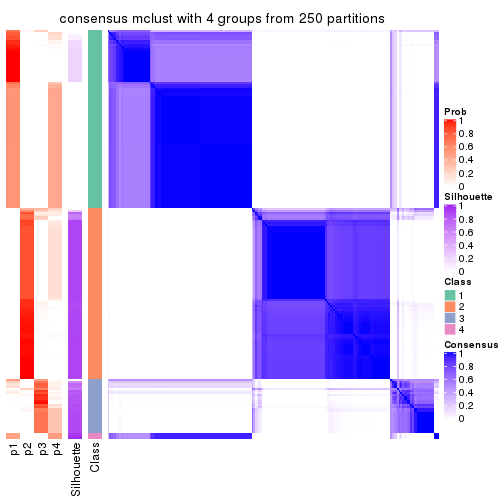 consensus mclust with 4 groups from 250 partitions
Prob
1
0.8
0.6
0.4
0.2
0
Silhouette
1
0.8
0.6
0.4
0.2
0
Class
1
2
3
4
Consensus
1
0.8
0.6
0.4
0.2
0
p1
p2
p3
p4
Silhouette
Class